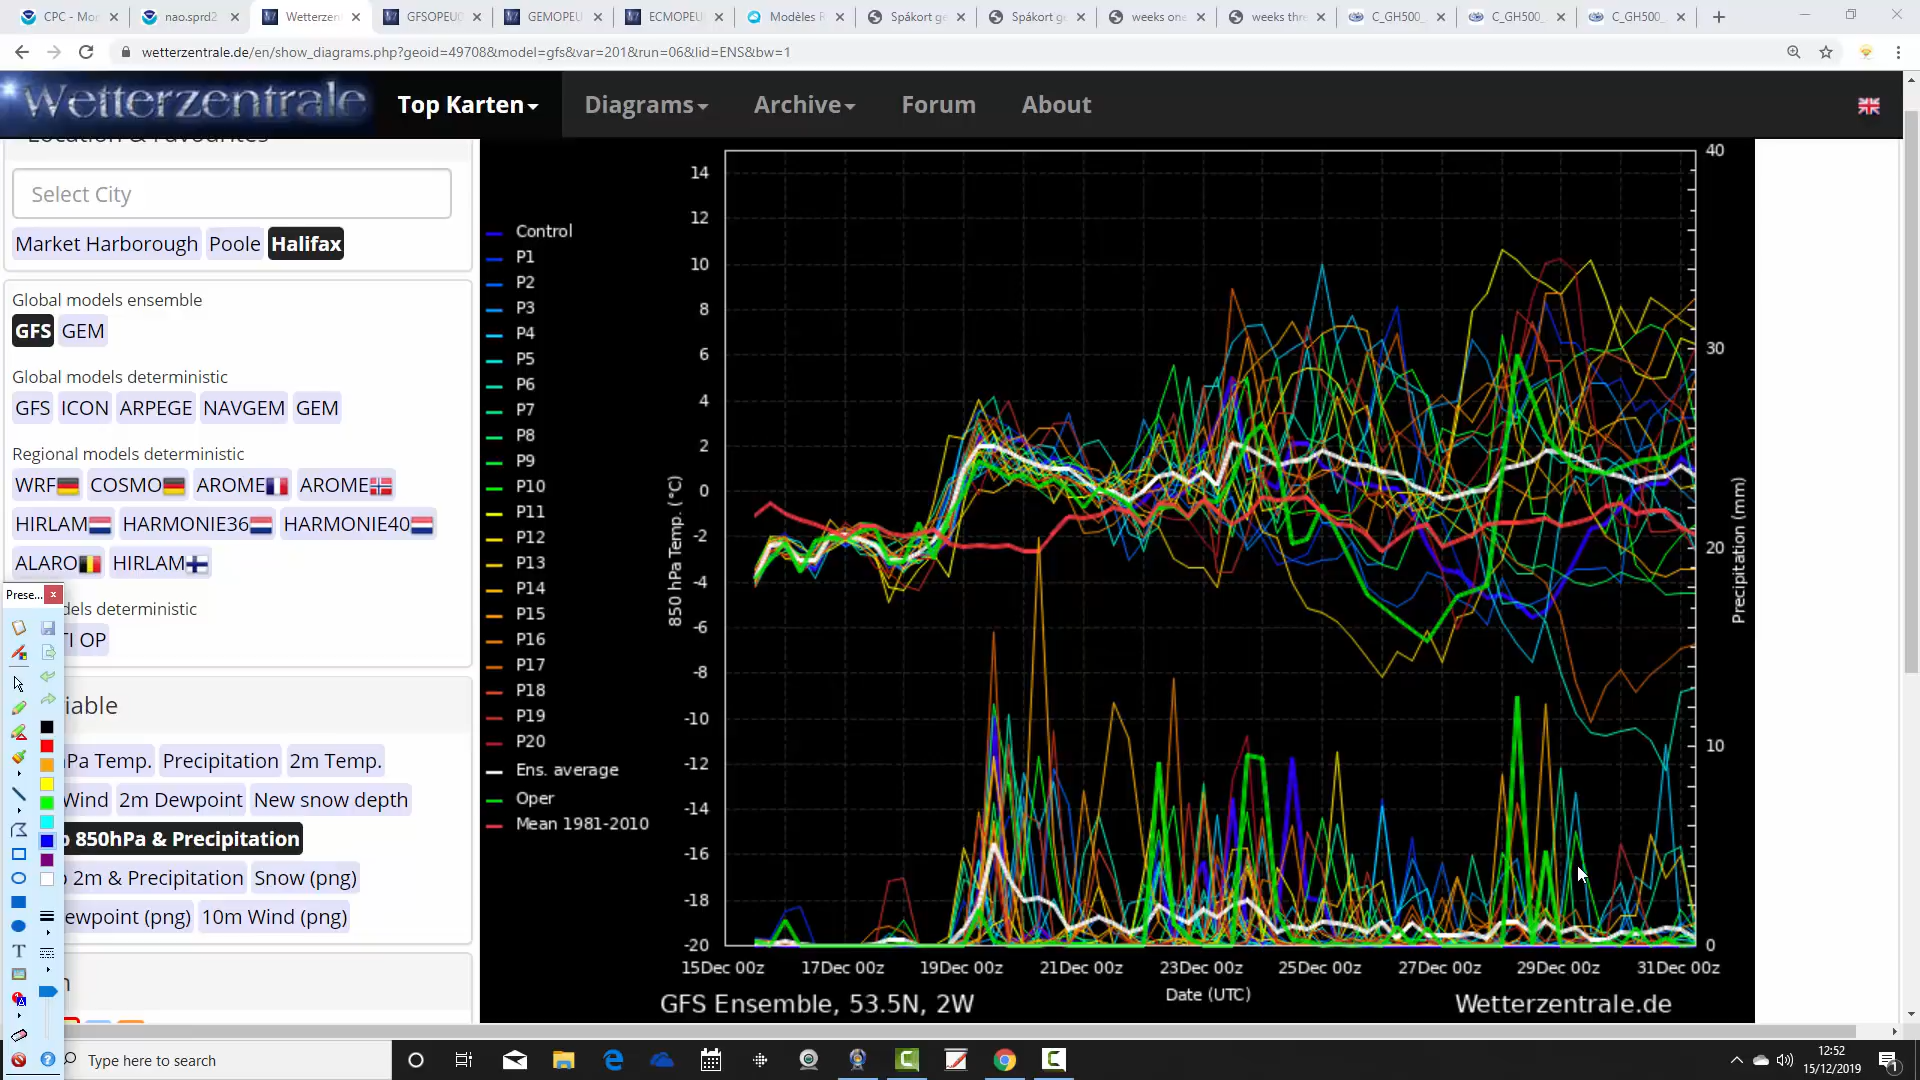 CPC - Mo
nao.sprd2
Wetterzen
GFSOPEU
GEMOPEU
ECMOPEU
Modèles
Spákort
Spákort
weeks one
weeks thr
C_GH500
C_GH500
C_GH500
wetterzentrale.de/en/show_diagrams.php?geoid=49708&model=gfs&var=201&run=06&lid=ENS&bw=1
Wetterzentrale
Top Karten
Diagrams
Archive
Forum
About
Location & Favourites
Select City
Market Harborough
Poole
Halifax
Global models ensemble
GFS GEM
Global models deterministic
GFS ICON ARPEGE NAVGEM GEM
Regional models deterministic
WRF COSMO AROME AROME
HIRLAM HARMONIE36 HARMONIE40
ALARO HIRLAM
Prese...
dels deterministic
TI OP
iable
Pa Temp. Precipitation 2m Temp.
Wind 2m Dewpoint New snow depth
850hPa & Precipitation
2m & Precipitation Snow (png)
ewpoint (png) 10m Wind (png)
Control
P1
P2
P3
P4
P5
P6
P7
P8
P9
P10
P11
P12
P13
P14
P15
P16
P17
P18
P19
P20
Ens. average
Oper
Mean 1981-2010
850 hPa Temp. (°C)
14
12
10
8
6
4
2
0
-2
-4
-6
-8
-10
-12
-14
-16
-18
-20
40
30
20
10
0
Precipitation (mm)
15Dec 00z 17Dec 00z 19Dec 00z 21Dec 00z 23Dec 00z 25Dec 00z 27Dec 00z 29Dec 00z 31Dec 00z
Date (UTC)
GFS Ensemble, 53.5N, 2W
Wetterzentrale.de
Type here to search
12:52
15/12/2019
1